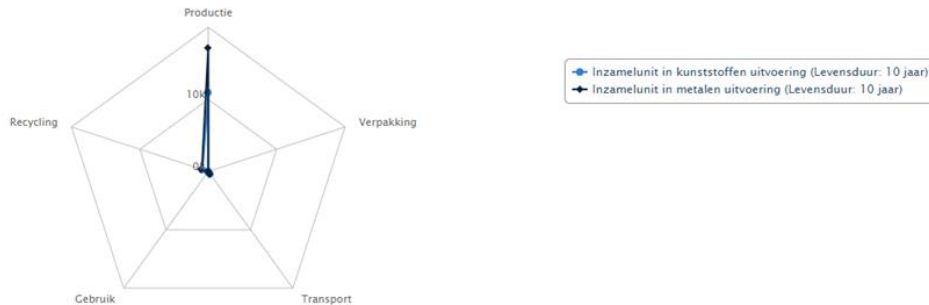 Productie
10k
Recycling
Verpakking
0
Gebruik
Transport
Inzamelunit in kunststoffen uitvoering (Levensduur: 10 jaar)
Inzamelunit in metalen uitvoering (Levensduur: 10 jaar)